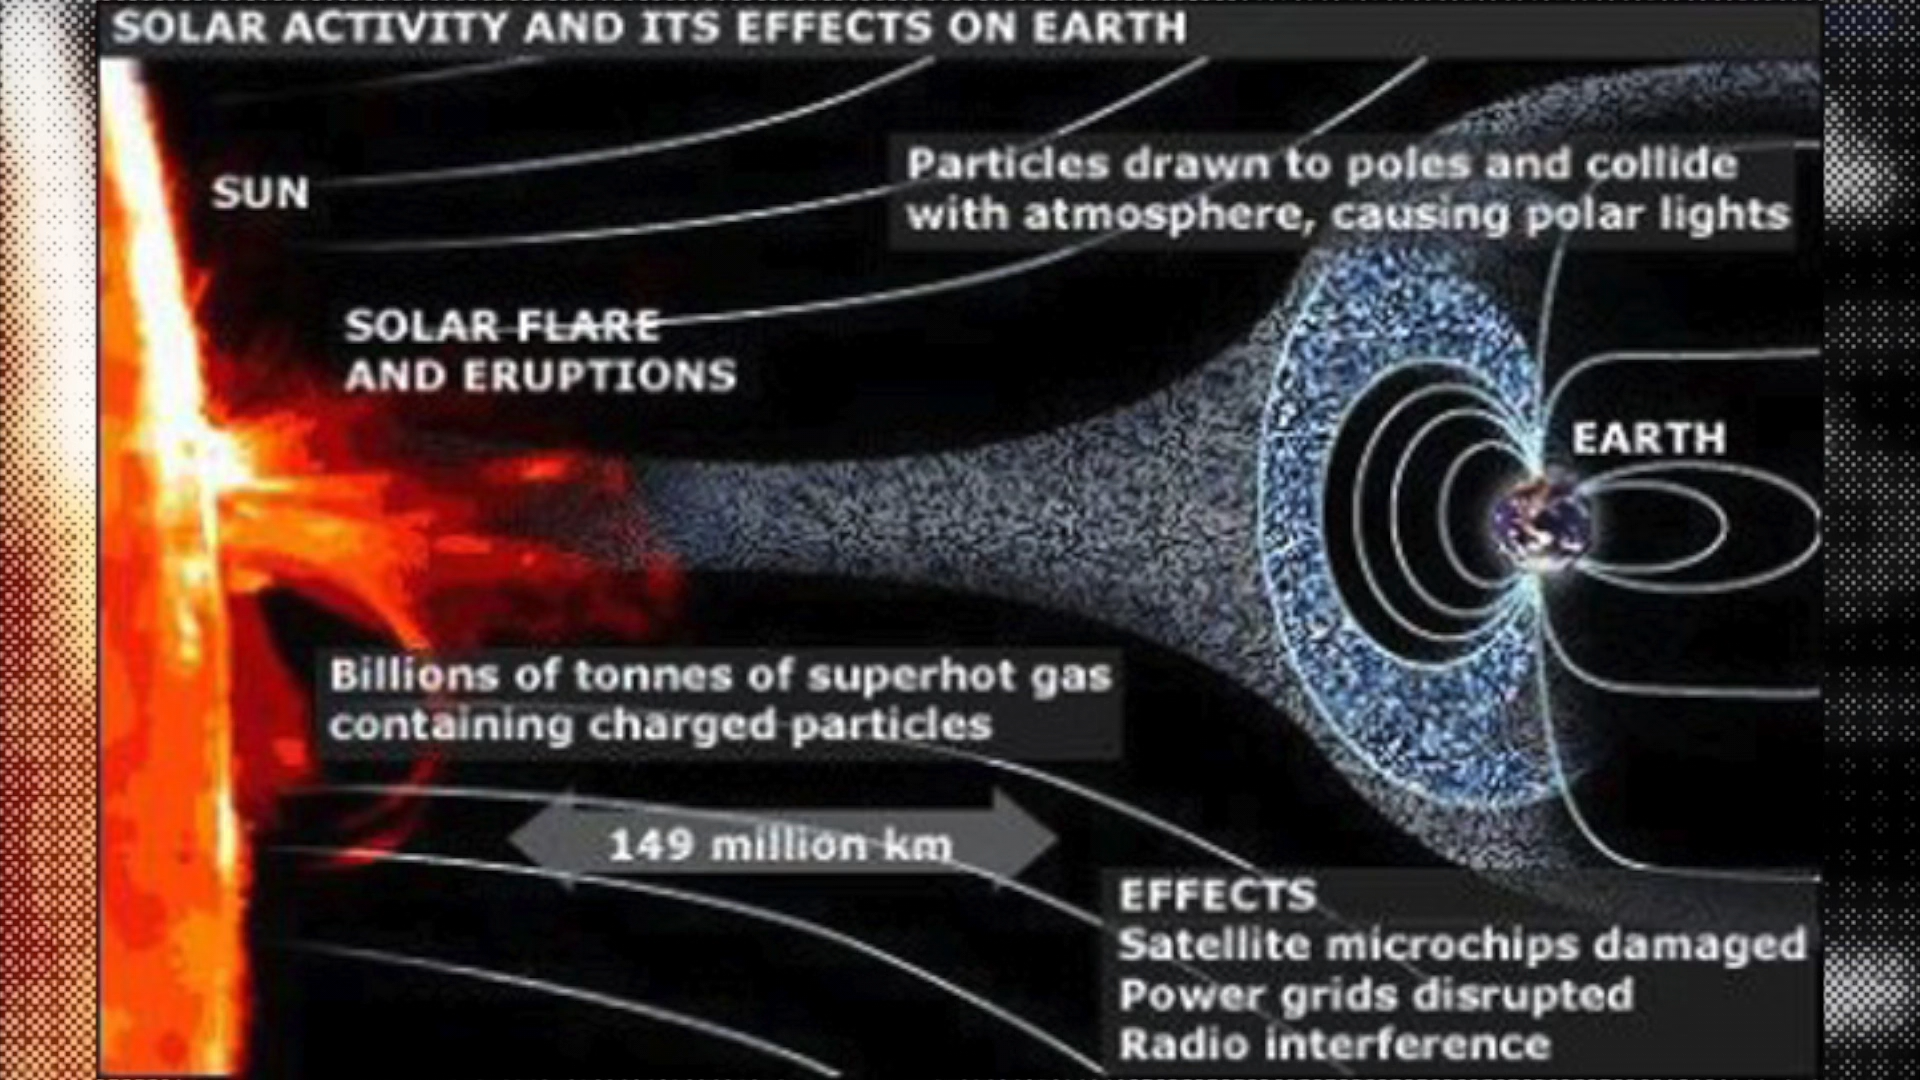 SOLAR ACTIVITY AND ITS EFFECTS ON EARTH
SUN
Particles drawn to poles and collide
with atmosphere, causing polar lights
SOLAR FLARE
AND ERUPTIONS
EARTH
Billions of tonnes of superhot gas
containing charged particles
149 million km
EFFECTS
Satellite microchips damaged
Power grids disrupted
Radio interference